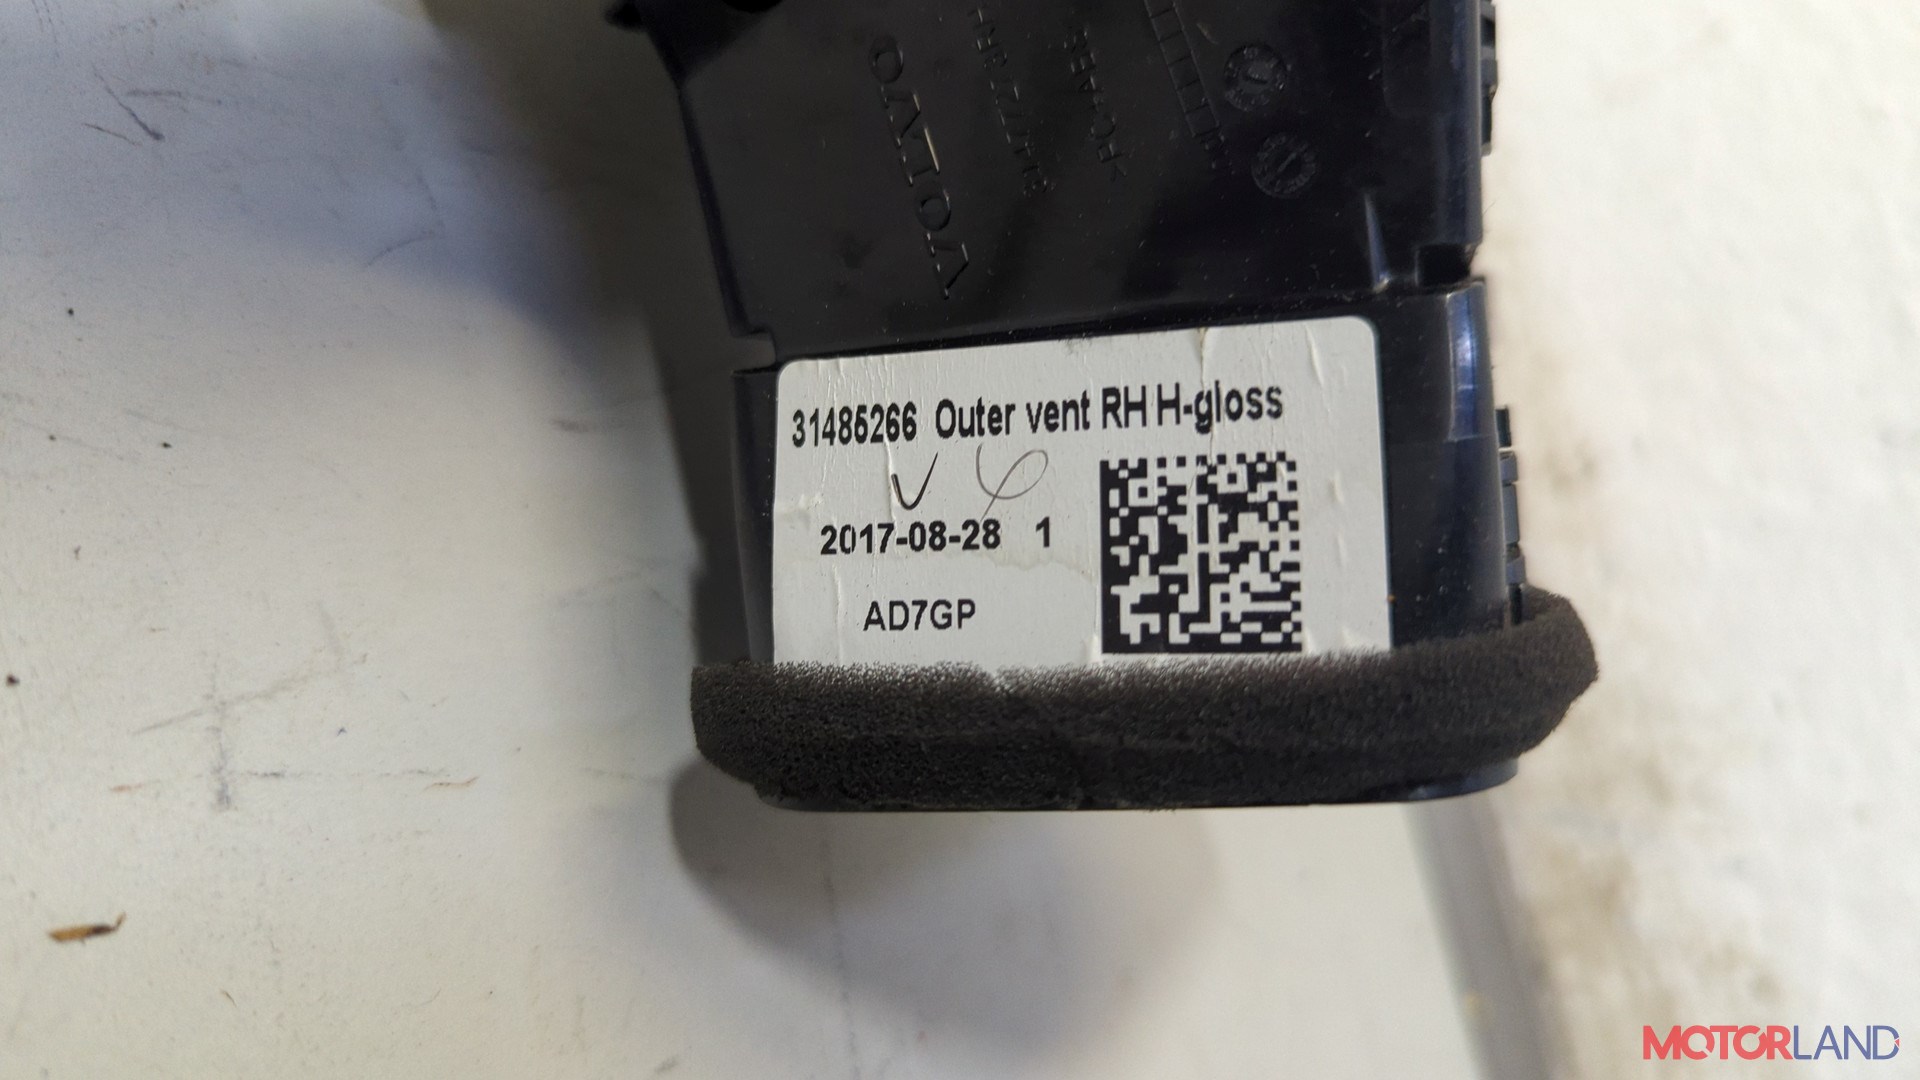 VOLVO
31485266 Outer vent RH H-gloss
2017-08-28 1
AD7GP
MOTORLAND